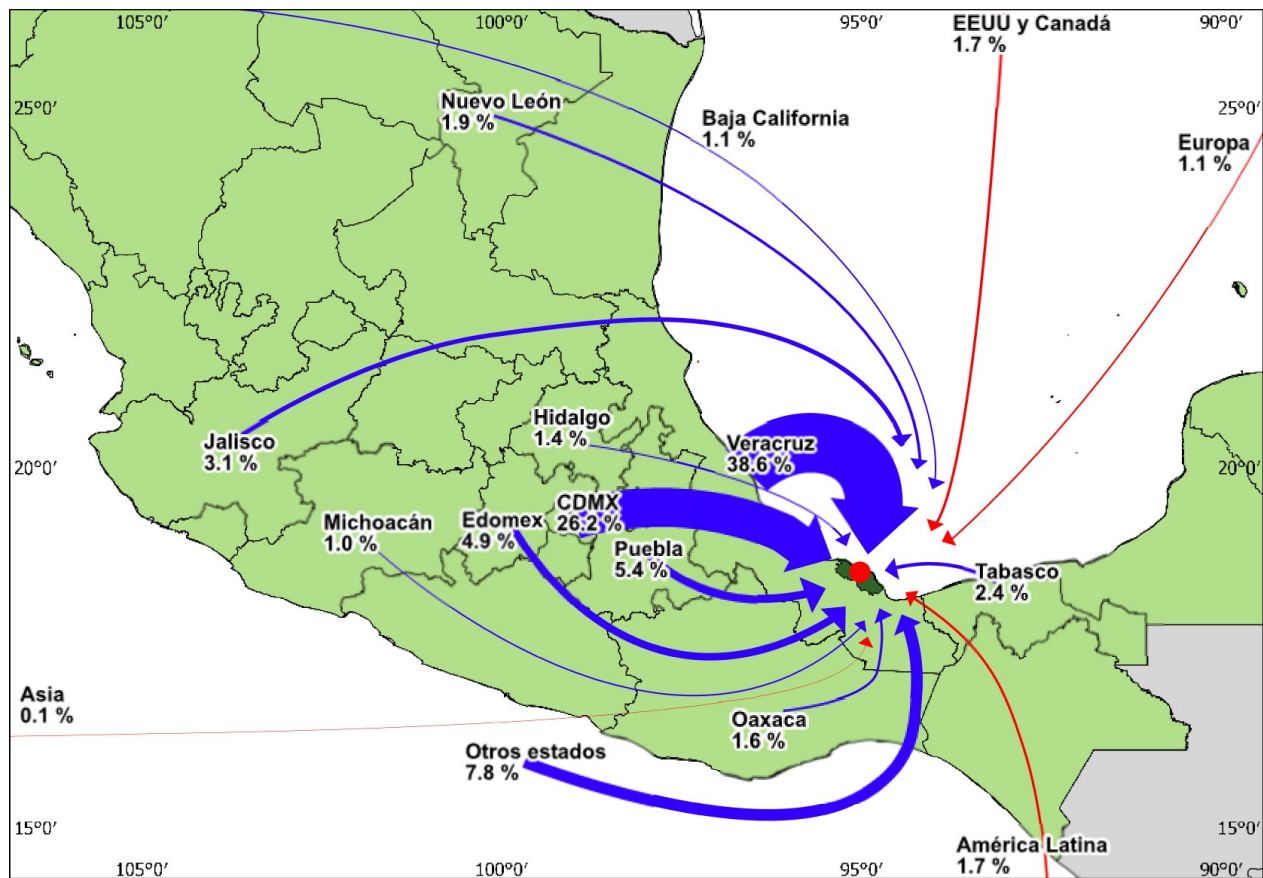 105°0′
100°0′
95°0′
90°0′
EEUU y Canadá
1.7 %
25°0′
25°0′
Nuevo León
1.9 %
Baja California
1.1 %
Europa
1.1 %
Jalisco
3.1 %
Hidalgo
1.4 %
Veracruz
38.6 %
20°0′
20°0′
Michoacán
1.0 %
Edomex
4.9 %
CDMX
26.2 %
Puebla
5.4 %
Tabasco
2.4 %
Asia
0.1 %
Oaxaca
1.6 %
Otros estados
7.8 %
15°0′
15°0′
América Latina
1.7 %
105°0′
100°0′
95°0′
90°0′